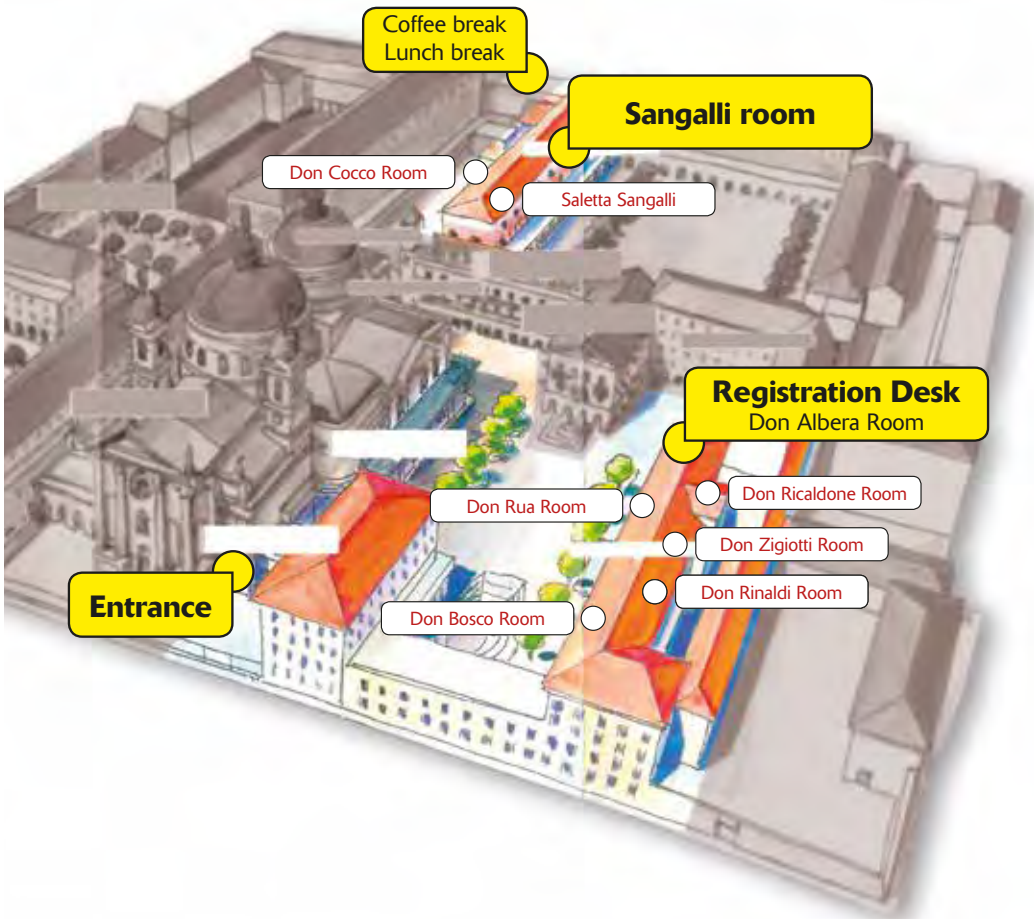 Coffee break
Lunch break
Sangalli room
Don Cocco Room
Saletta Sangalli
Registration Desk
Don Albera Room
Don Rua Room
Don Ricaldone Room
Don Zigiotti Room
Don Rinaldi Room
Entrance
Don Bosco Room